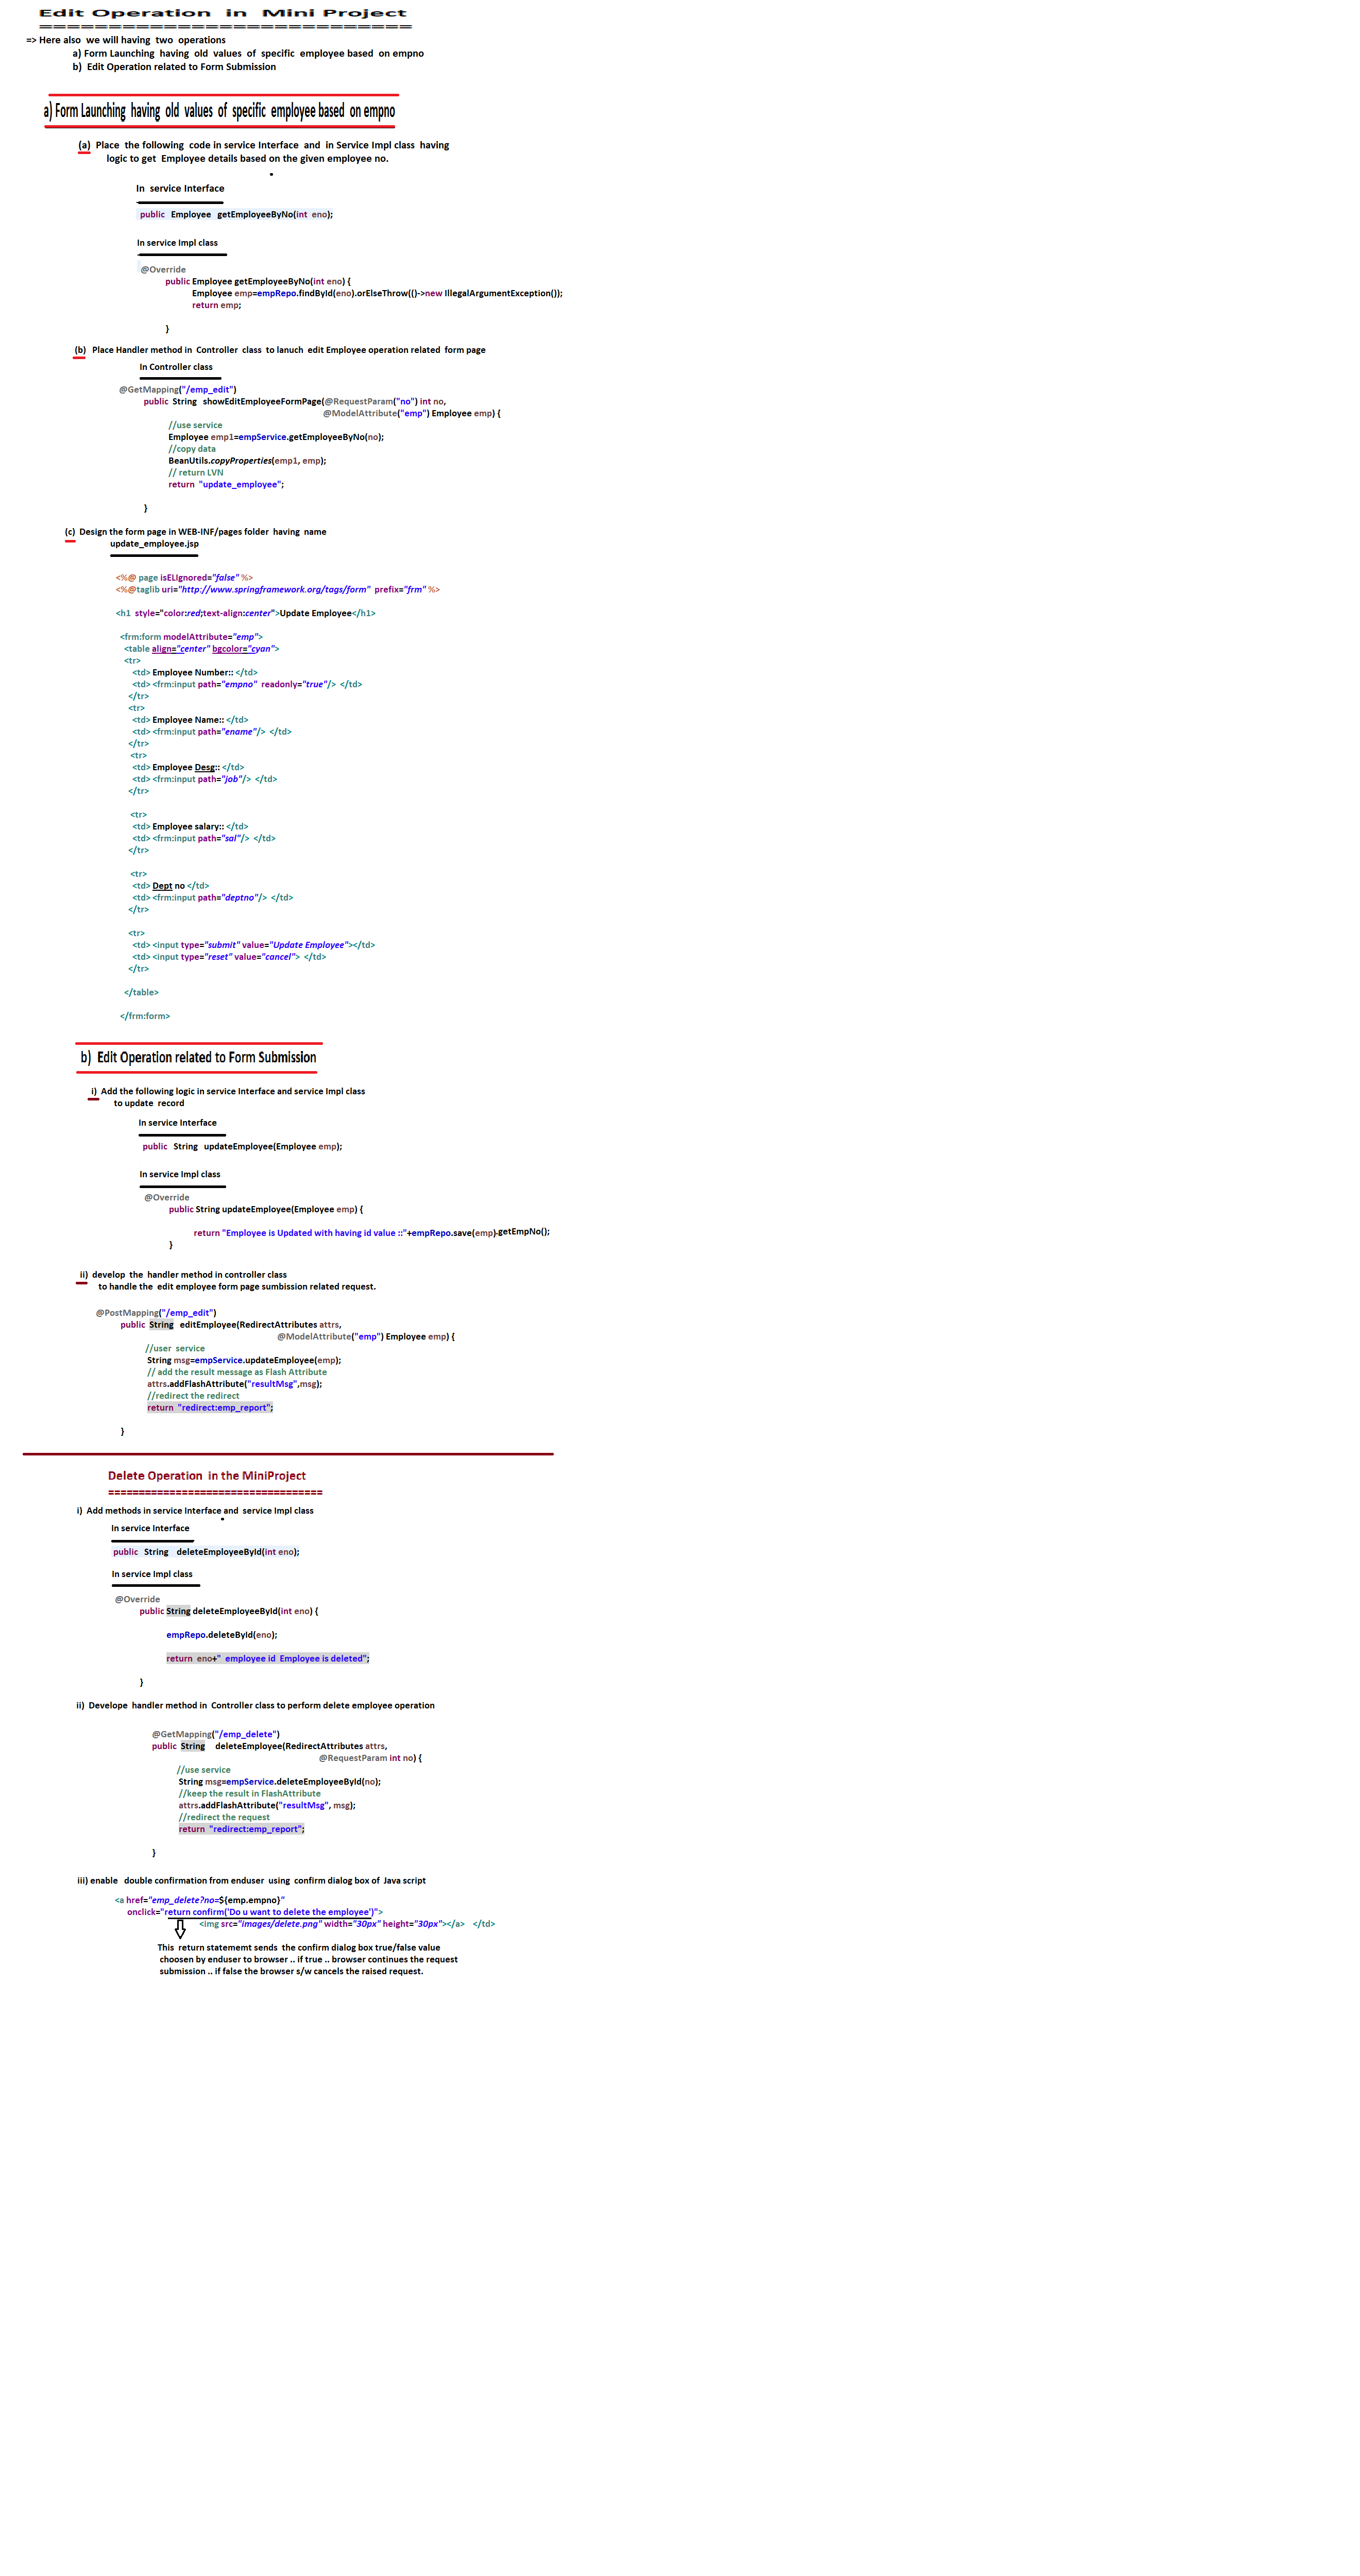 Edit Operation in Mini Project
==============================
=> Here also we will having two operations
a) Form Launching having old values of specific employee based on empno
b) Edit Operation related to Form Submission
a) Form Launching having old values of specific employee based on empno
(a) Place the following code in service Interface and in Service Impl class having
logic to get Employee details based on the given employee no.
In service Interface
public Employee getEmployeeByNo(int eno);
In service Impl class
@Override
public Employee getEmployeeByNo(int eno) {
Employee emp=empRepo.findById(eno).orElseThrow(()->new IllegalArgumentException());
return emp;
}
(b) Place Handler method in Controller class to lanuch edit Employee operation related form page
In Controller class
@GetMapping("/emp_edit")
public String showEditEmployeeFormPage(@RequestParam("no") int no,
@ModelAttribute("emp") Employee emp) {
//use service
Employee emp1=empService.getEmployeeByNo(no);
//copy data
BeanUtils.copyProperties(emp1, emp);
// return LVN
return "update_employee";
}
(c) Design the form page in WEB-INF/pages folder having name
update_employee.jsp
<%@ page isELIgnored="false" %>
<%@taglib uri="http://www.springframework.org/tags/form" prefix="frm" %>
<h1 style="color:red;text-align:center">Update Employee</h1>
<frm:form modelAttribute="emp">
<table align="center" bgcolor="cyan">
<tr>
<td> Employee Number:: </td>
<td> <frm:input path="empno" readonly="true"/> </td>
</tr>
<tr>
<td> Employee Name:: </td>
<td> <frm:input path="ename"/> </td>
</tr>
<tr>
<td> Employee Desg:: </td>
<td> <frm:input path="job"/> </td>
</tr>
<tr>
<td> Employee salary:: </td>
<td> <frm:input path="sal"/> </td>
</tr>
<tr>
<td> Dept no </td>
<td> <frm:input path="deptno"/> </td>
</tr>
<tr>
<td> <input type="submit" value="Update Employee"></td>
<td> <input type="reset" value="cancel"> </td>
</tr>
</table>
</frm:form>
b) Edit Operation related to Form Submission
i) Add the following logic in service Interface and service Impl class
to update record
In service Interface
public String updateEmployee(Employee emp);
In service Impl class
@Override
public String updateEmployee(Employee emp) {
return "Employee is Updated with having id value ::"+empRepo.save(emp).getEmpNo();
}
ii) develop the handler method in controller class
to handle the edit employee form page sumbission related request.
@PostMapping("/emp_edit")
public String editEmployee(RedirectAttributes attrs,
@ModelAttribute("emp") Employee emp) {
//user service
String msg=empService.updateEmployee(emp);
// add the result message as Flash Attribute
attrs.addFlashAttribute("resultMsg",msg);
//redirect the redirect
return "redirect:emp_report";
}
Delete Operation in the MiniProject
===================================
i) Add methods in service Interface and service Impl class
In service Interface
public String deleteEmployeeById(int eno);
In service Impl class
@Override
public String deleteEmployeeById(int eno) {
empRepo.deleteById(eno);
return eno+" employee id Employee is deleted";
}
ii) Develope handler method in Controller class to perform delete employee operation
@GetMapping("/emp_delete")
public String deleteEmployee(RedirectAttributes attrs,
@RequestParam int no) {
//use service
String msg=empService.deleteEmployeeById(no);
//keep the result in FlashAttribute
attrs.addFlashAttribute("resultMsg", msg);
//redirect the request
return "redirect:emp_report";
}
iii) enable double confirmation from enduser using confirm dialog box of Java script
<a href="emp_delete?no=${emp.empno}"
onclick="return confirm('Do u want to delete the employee')">
<img src="images/delete.png" width="30px" height="30px"></a> </td>
This return statememt sends the confirm dialog box true/false value
choosen by enduser to browser .. if true .. browser continues the request
submission .. if false the browser s/w cancels the raised request.